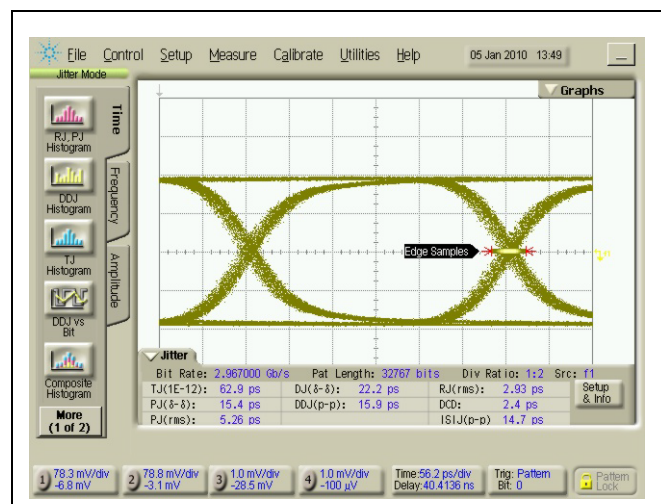 File Control Setup Measure Calibrate Utilities Help 05 Jan 2010 13:49
Jitter Mode
Graphs
Time
Frequency
Amplitude
RJ, PJ
Histogram
DDJ
Histogram
TJ
Histogram
DDJ vs
Bit
Composite
Histogram
More
(1 of 2)
Edge Samples
Jitter
Bit Rate: 2.967000 Gb/s Pat Length: 32767 bits Div Ratio: 1:2 Src: f1
TJ(1E-12): 62.9 ps DJ(δ-δ): 22.2 ps RJ(rms): 2.93 ps
PJ(δ-δ): 15.4 ps DDJ(p-p): 15.9 ps DCD: 2.4 ps
PJ(rms): 5.26 ps ISIJ(p-p) 14.7 ps
Setup
& Info
1) 78.3 mV/div
-6.8 mV
2) 78.8 mV/div
-3.1 mV
3) 1.0 mV/div
-28.5 mV
4) 1.0 mV/div
-100 µV
Time:56.2 ps/div
Delay:40.4136 ns
Trig: Pattern
Bit: 0
Pattern
Lock